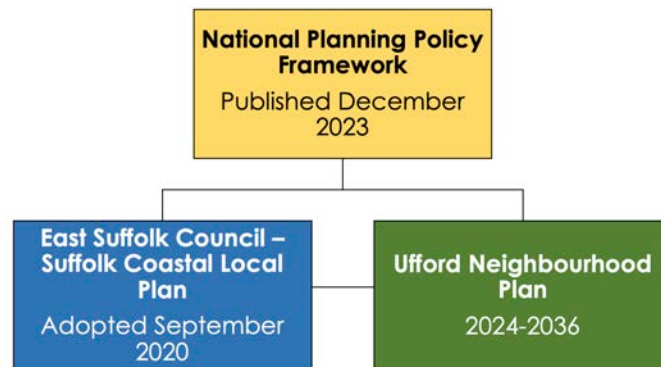 National Planning Policy
Framework
Published December
2023
East Suffolk Council –
Suffolk Coastal Local
Plan
Adopted September
2020
Ufford Neighbourhood
Plan
2024-2036